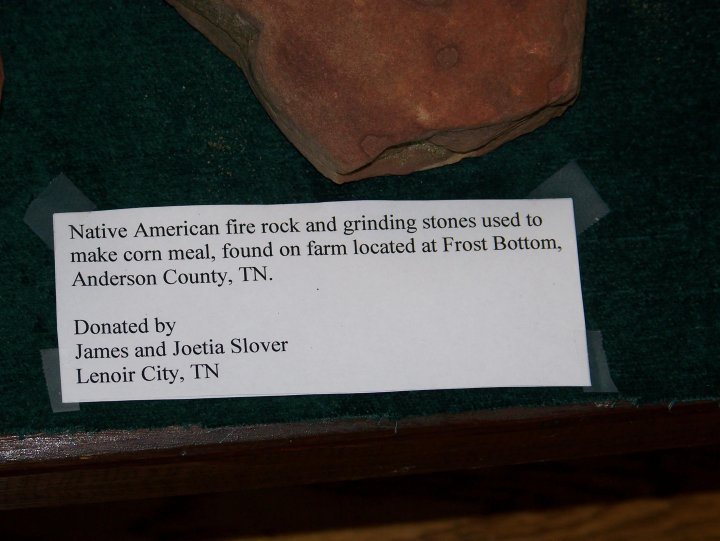 Native American fire rock and grinding stones used to
make corn meal, found on farm located at Frost Bottom,
Anderson County, TN.
Donated by
James and Joetia Slover
Lenoir City, TN